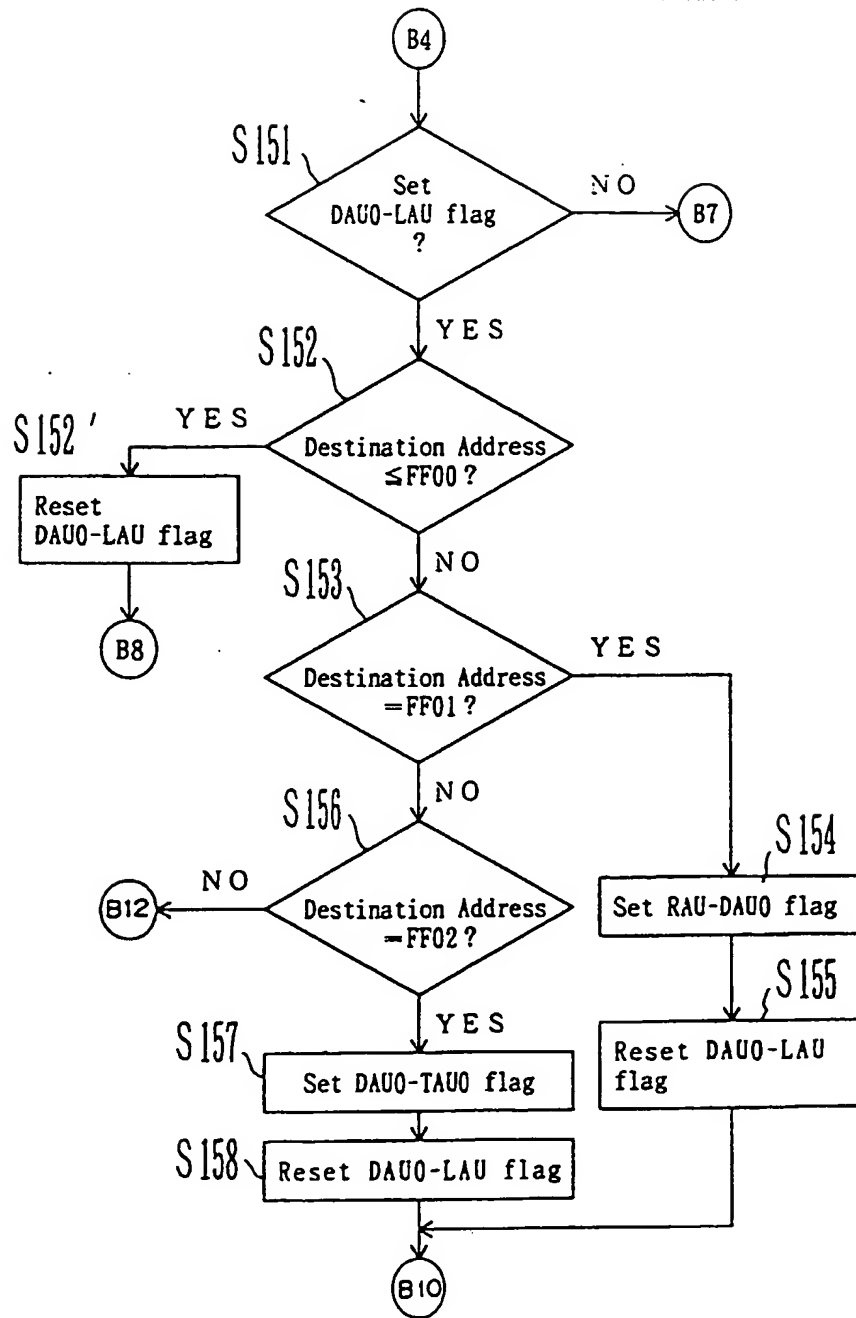 B4
S151
Set
DAU0-LAU flag
?
NO
B7
YES
S152
YES
Destination Address
≤FF00?
S152'
Reset
DAU0-LAU flag
B8
NO
S153
Destination Address
=FF01?
YES
NO
S156
Destination Address
=FF02?
NO
B12
S154
Set RAU-DAU0 flag
S155
Reset DAU0-LAU
flag
YES
S157
Set DAU0-TAU0 flag
S158
Reset DAU0-LAU flag
B10